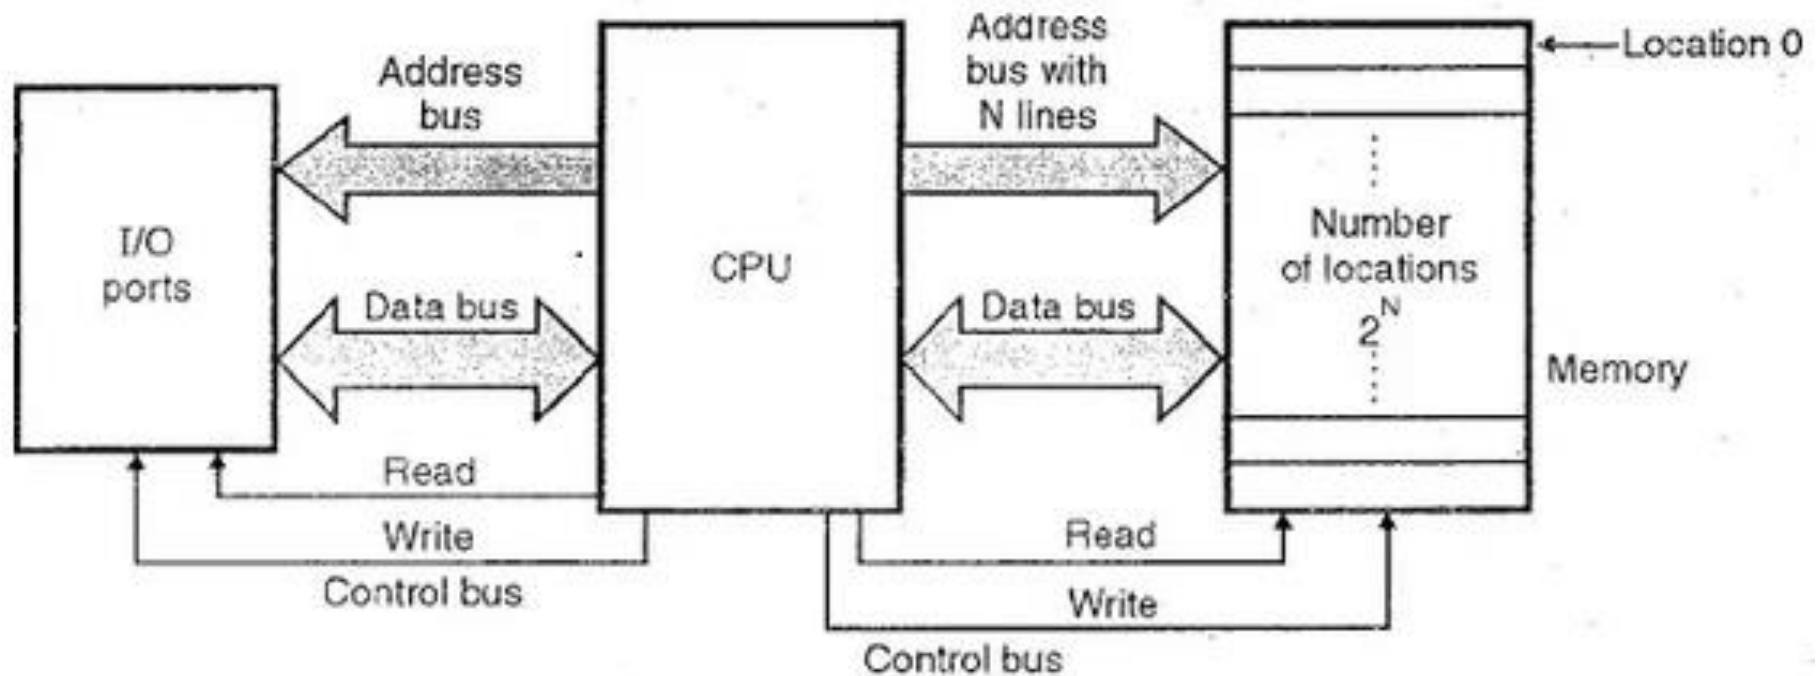 Address
bus
Address
bus with
N lines
Location 0
I/O
ports
CPU
Number
of locations
2^N
Data bus
Data bus
Memory
Read
Write
Control bus
Read
Write
Control bus